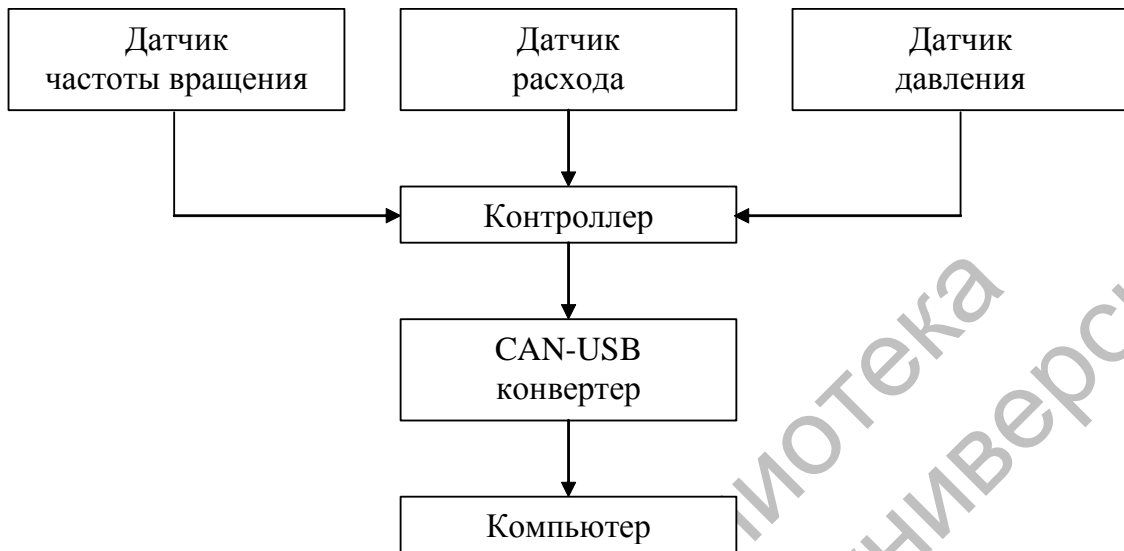 Датчик
частоты вращения
Датчик
расхода
Датчик
давления
Контроллер
CAN-USB
конвертер
Компьютер